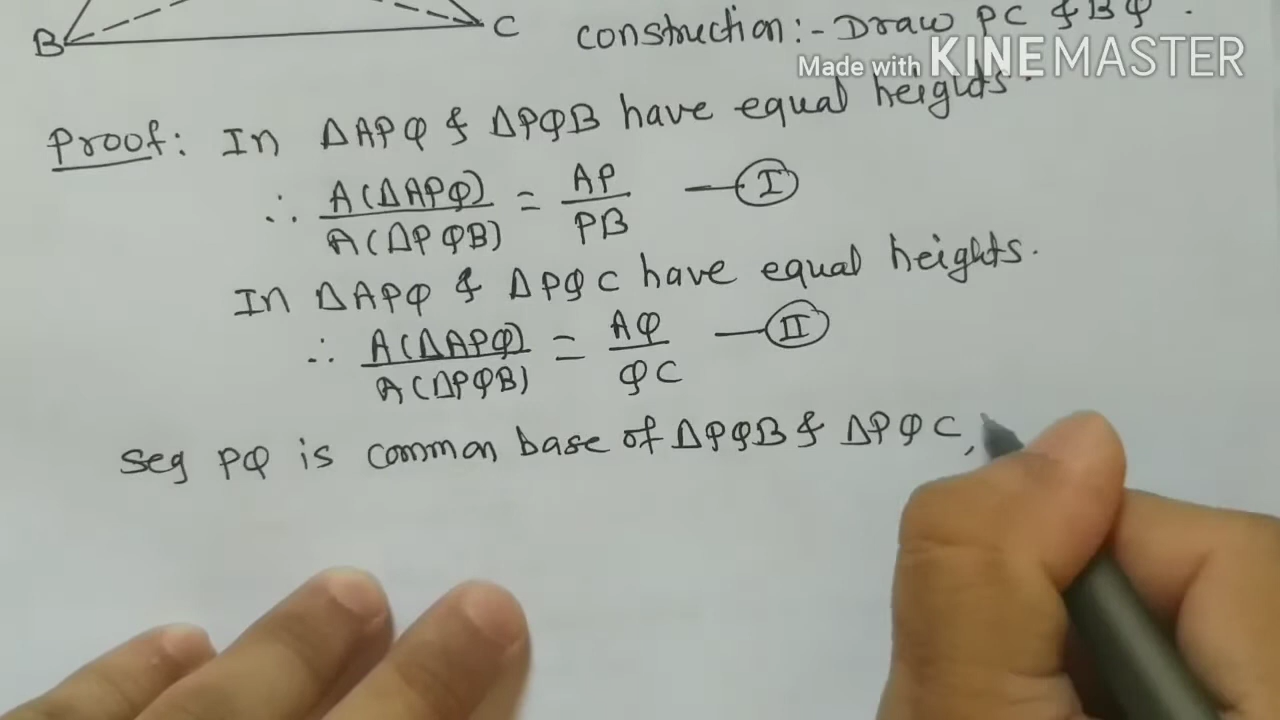 B C construction:- Draw PC & BQ.
Made with KINEMASTER
Proof: In ΔAPQ & ΔPQB have equal heights.
∴ A(ΔAPQ) / A(ΔPQB) = AP / PB — I
In ΔAPQ & ΔPQC have equal heights.
∴ A(ΔAPQ) / A(ΔPQB) = AQ / QC — II
seg PQ is common base of ΔPQB & ΔPQC,